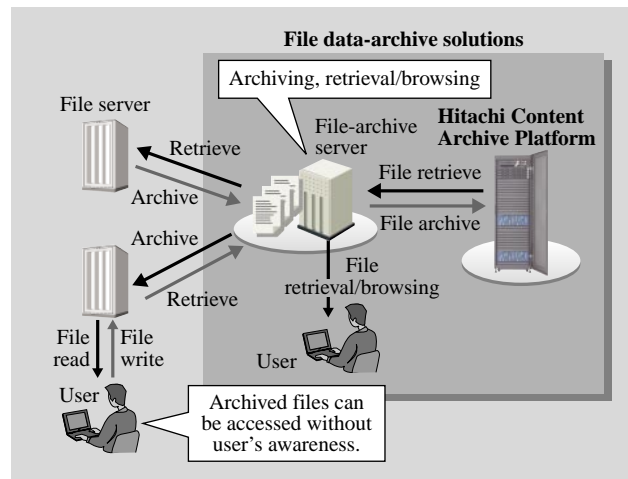 File data-archive solutions
Archiving, retrieval/browsing
File server
File-archive
server
Hitachi Content
Archive Platform
Retrieve
Archive
File retrieve
File archive
Archive
Retrieve
File
retrieval/browsing
File
read
File
write
User
User
Archived files can
be accessed without
user's awareness.